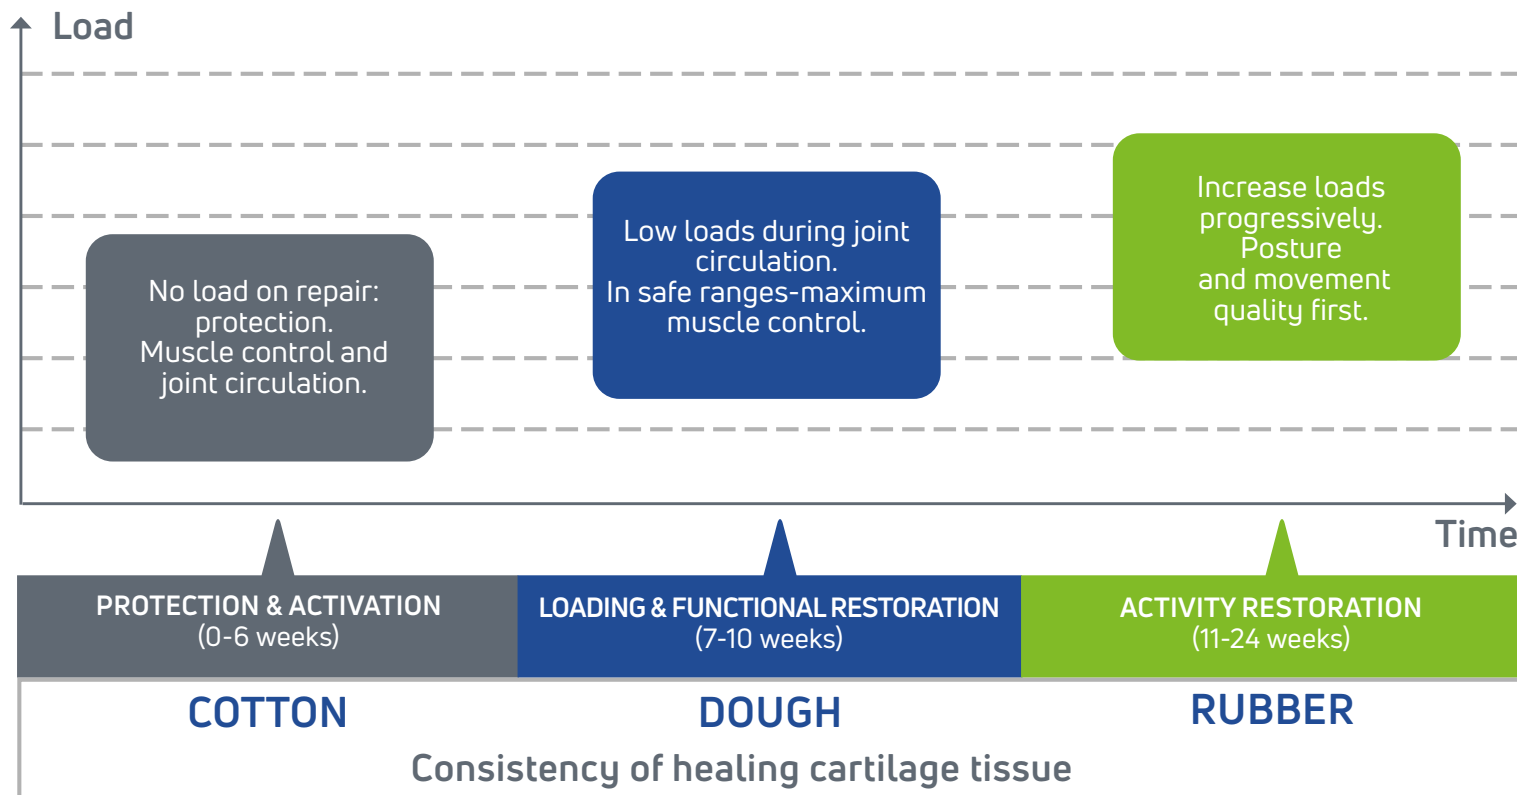 Load
No load on repair:
protection.
Muscle control and
joint circulation.
Low loads during joint
circulation.
In safe ranges-maximum
muscle control.
Increase loads
progressively.
Posture
and movement
quality first.
Time
PROTECTION & ACTIVATION
(0-6 weeks)
LOADING & FUNCTIONAL RESTORATION
(7-10 weeks)
ACTIVITY RESTORATION
(11-24 weeks)
COTTON
DOUGH
RUBBER
Consistency of healing cartilage tissue